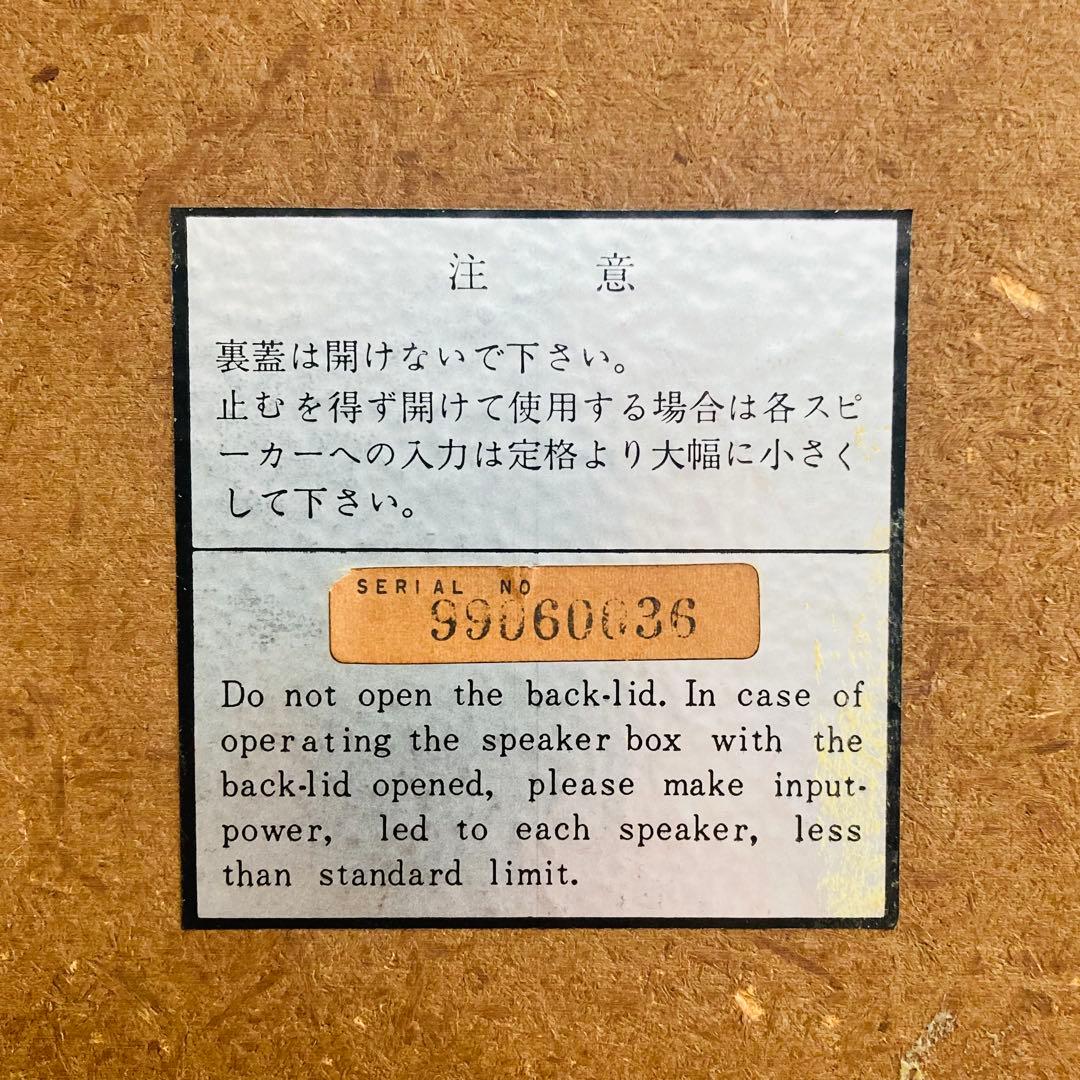 注意
裏蓋は開けないで下さい。
止むを得ず開けて使用する場合は各スピ
ーカーへの入力は定格より大幅に小さく
して下さい。
SERIAL NO
99060036
Do not open the back-lid. In case of
operating the speaker box with the
back-lid opened, please make input-
power, led to each speaker, less
than standard limit.